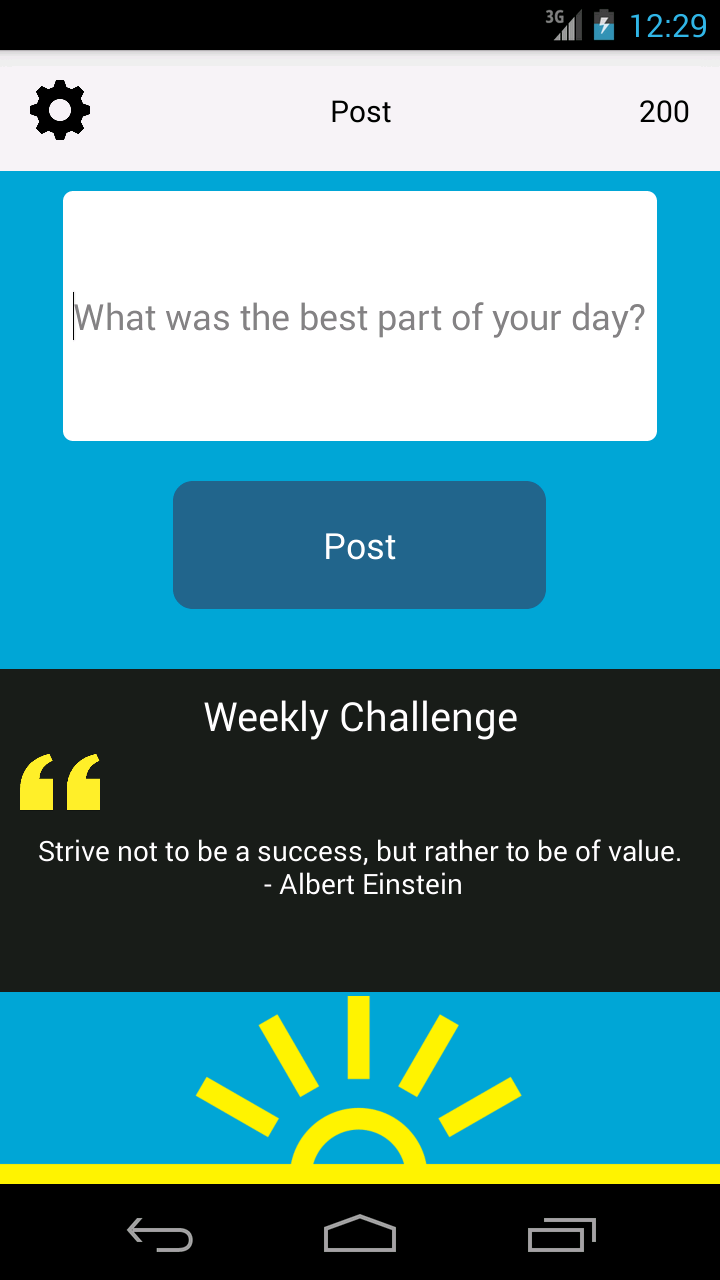 3G 12:29
Post 200
What was the best part of your day?
Post
Weekly Challenge
“
Strive not to be a success, but rather to be of value.
- Albert Einstein